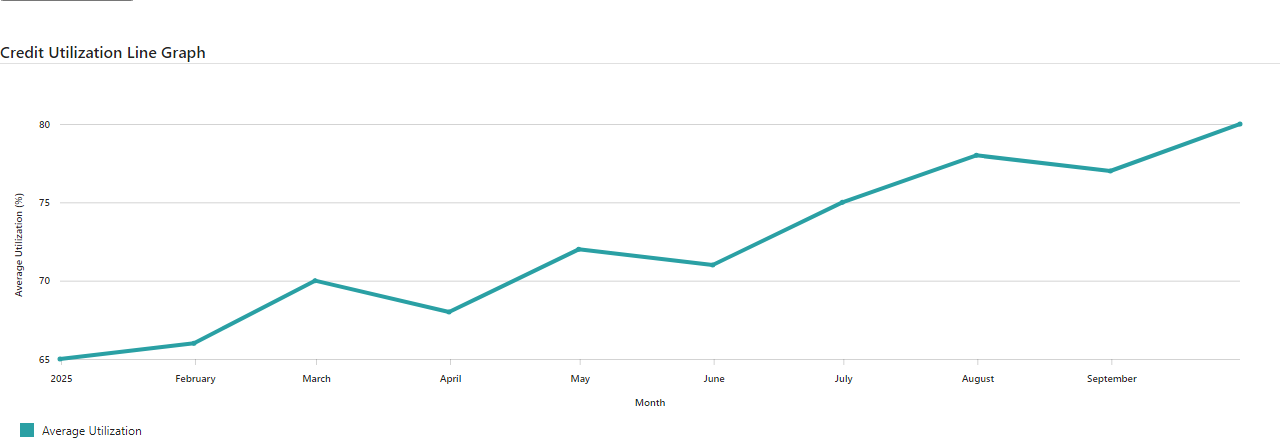 Credit Utilization Line Graph
80
75
70
65
Average Utilization (%)
2025 February March April May June July August September
Month
Average Utilization